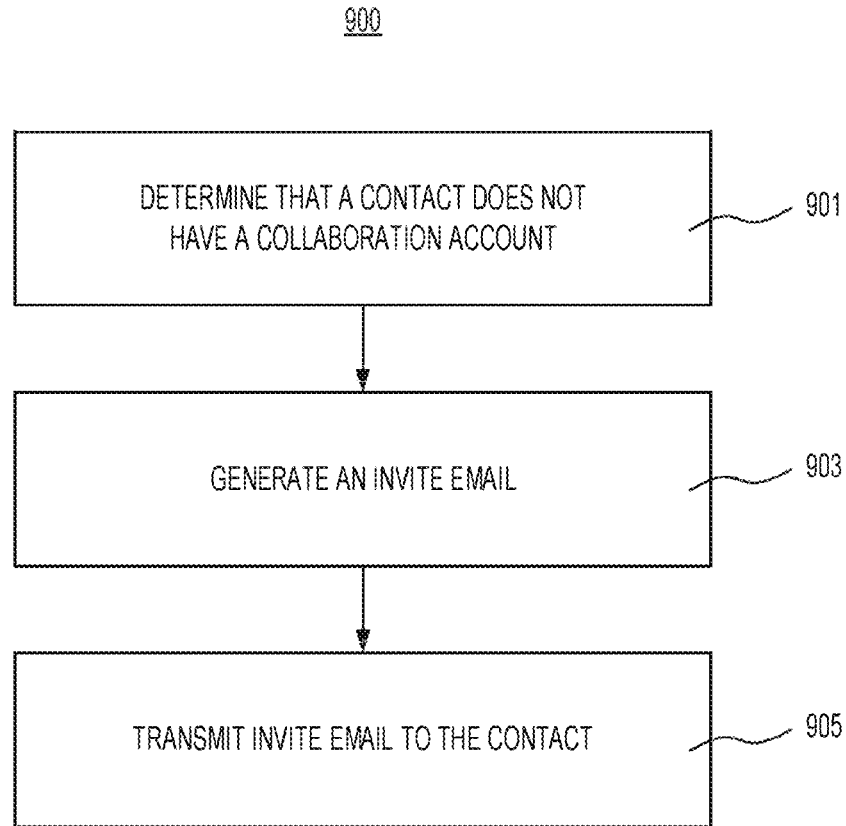 900
DETERMINE THAT A CONTACT DOES NOT
HAVE A COLLABORATION ACCOUNT
901
GENERATE AN INVITE EMAIL
903
TRANSMIT INVITE EMAIL TO THE CONTACT
905